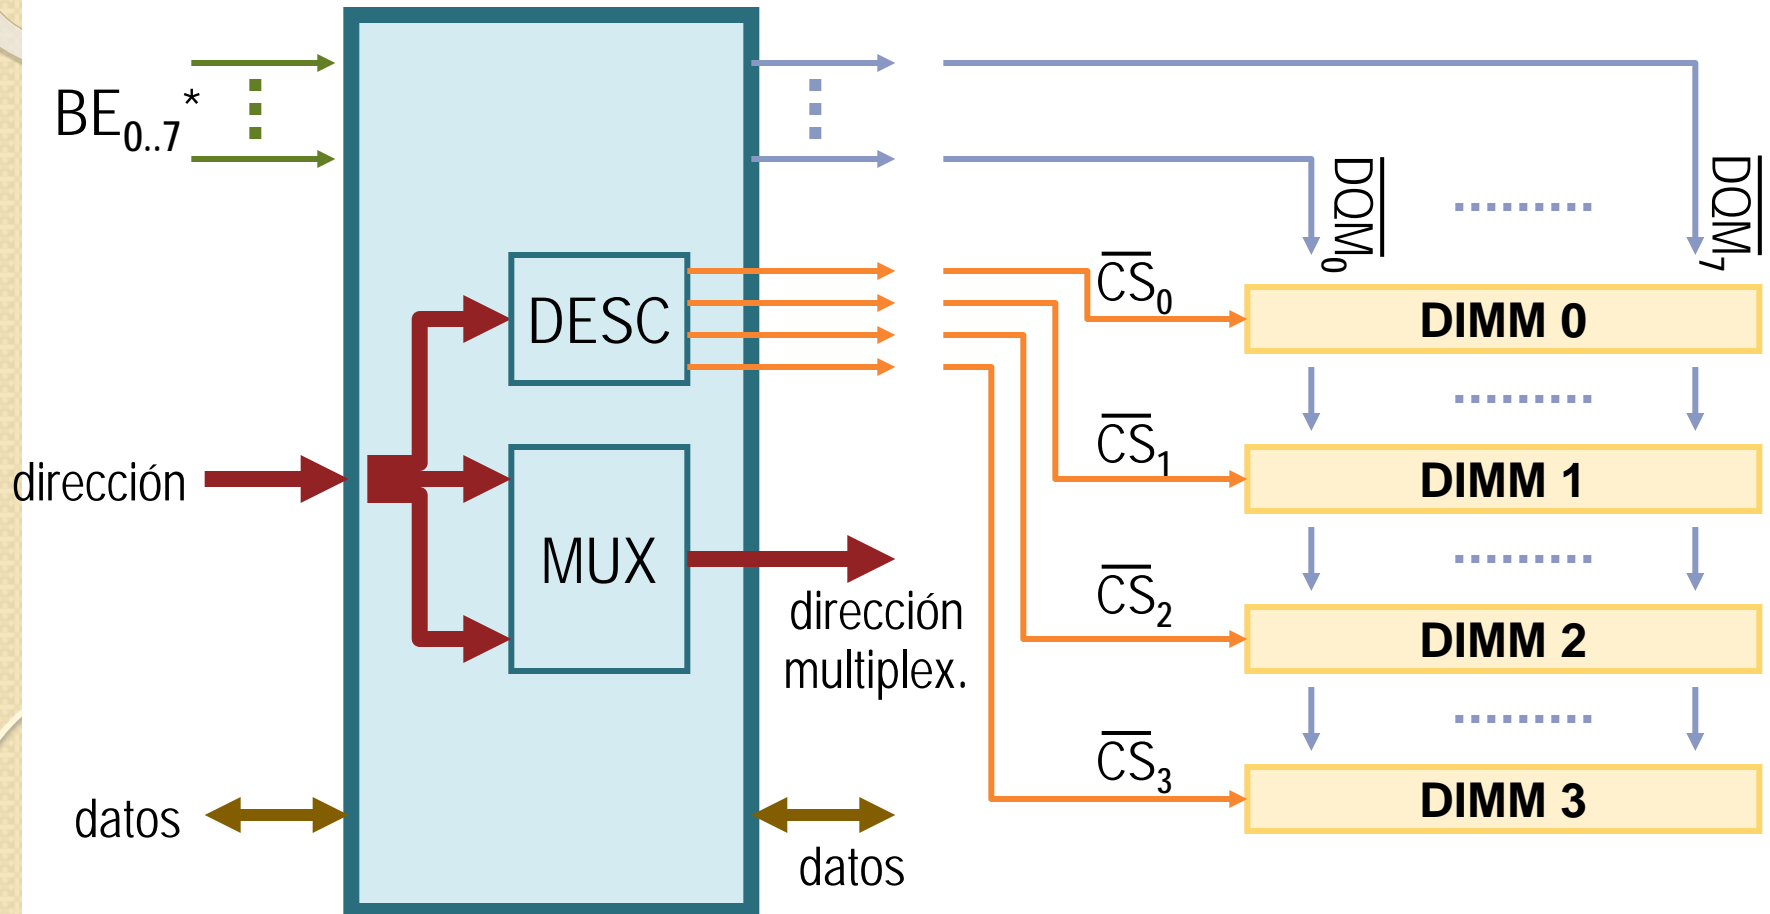 BE0..7*
dirección
datos
DESC
MUX
dirección
multiplex.
datos
DQM0
DQM7
CS0
CS1
CS2
CS3
DIMM 0
DIMM 1
DIMM 2
DIMM 3